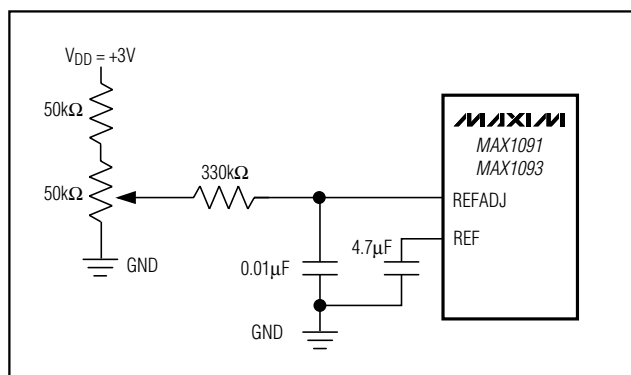 V_DD = +3V
50kΩ
50kΩ
330kΩ
GND
0.01µF
4.7µF
GND
MAXIM
MAX1091
MAX1093
REFADJ
REF